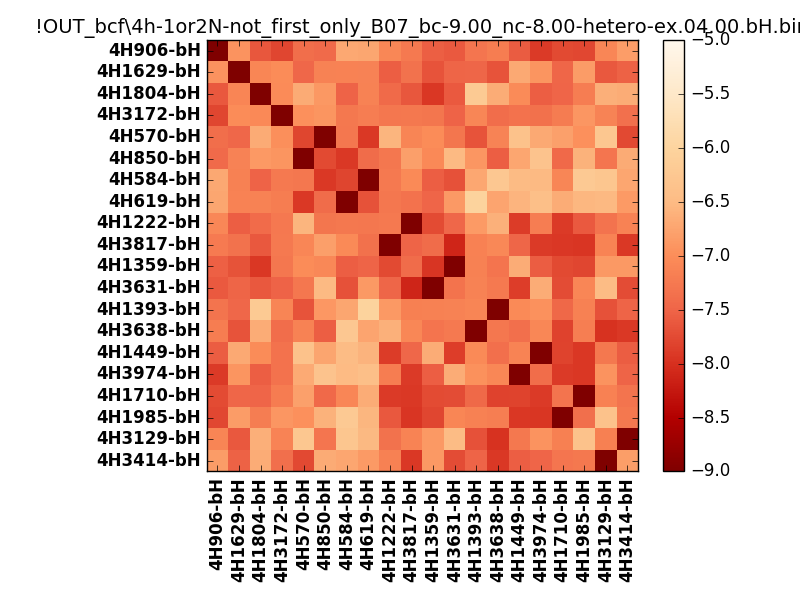 !OUT_bcf\4h-1or2N-not_first_only_B07_bc-9.00_nc-8.00-hetero-ex.04.00.bH.bin
4H906-bH
4H1629-bH
4H1804-bH
4H3172-bH
4H570-bH
4H850-bH
4H584-bH
4H619-bH
4H1222-bH
4H3817-bH
4H1359-bH
4H3631-bH
4H1393-bH
4H3638-bH
4H1449-bH
4H3974-bH
4H1710-bH
4H1985-bH
4H3129-bH
4H3414-bH
4H906-bH
4H1629-bH
4H1804-bH
4H3172-bH
4H570-bH
4H850-bH
4H584-bH
4H619-bH
4H1222-bH
4H3817-bH
4H1359-bH
4H3631-bH
4H1393-bH
4H3638-bH
4H1449-bH
4H3974-bH
4H1710-bH
4H1985-bH
4H3129-bH
4H3414-bH
−5.0
−5.5
−6.0
−6.5
−7.0
−7.5
−8.0
−8.5
−9.0